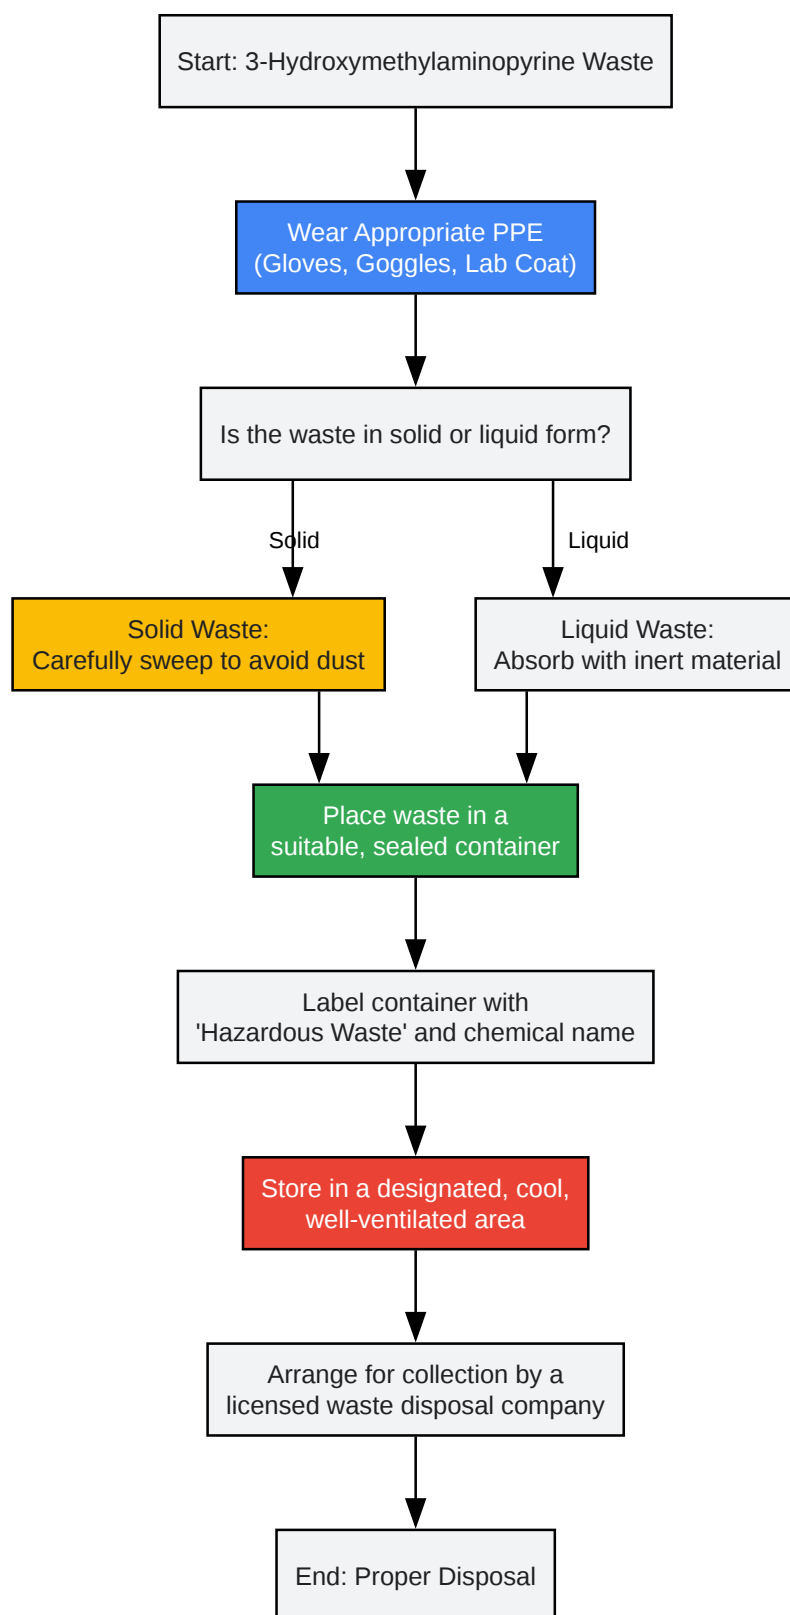 Start: 3-Hydroxymethylaminopyrine Waste
Wear Appropriate PPE
(Gloves, Goggles, Lab Coat)
Is the waste in solid or liquid form?
Solid
Liquid
Solid Waste:
Carefully sweep to avoid dust
Liquid Waste:
Absorb with inert material
Place waste in a
suitable, sealed container
Label container with
'Hazardous Waste' and chemical name
Store in a designated, cool,
well-ventilated area
Arrange for collection by a
licensed waste disposal company
End: Proper Disposal